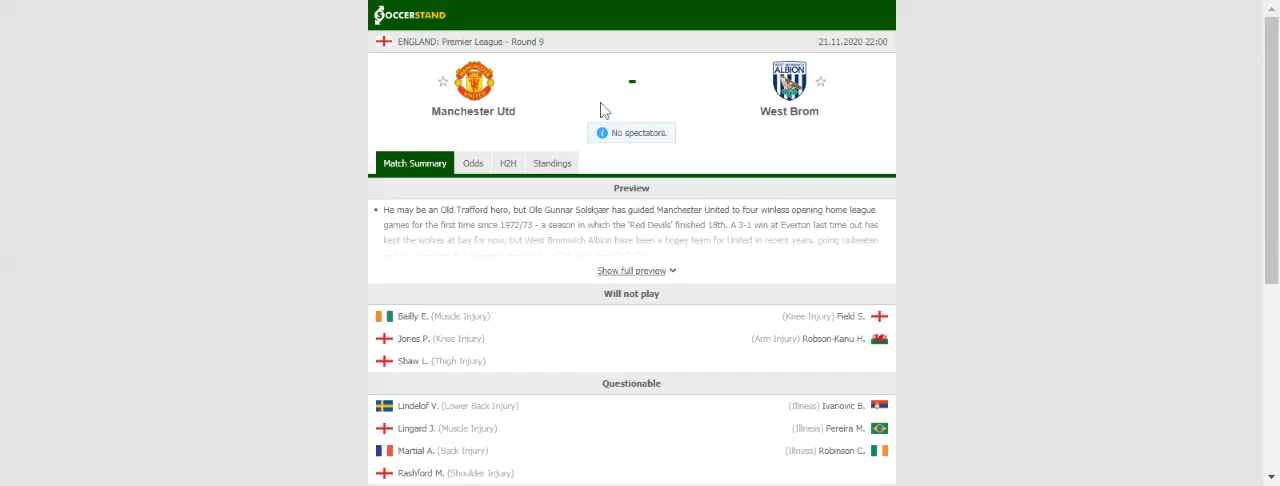 SOCCERSTAND
ENGLAND: Premier League - Round 9 21.11.2020 22:00
ALBION
Manchester Utd - West Brom
No spectators.
Match Summary Odds H2H Standings
Preview
He may be an Old Trafford hero, but Ole Gunnar Solskjær has guided Manchester United to four winless opening home league
games for the first time since 1972/73 - a season in which the 'Red Devils' finished 18th. A 3-1 win at Everton last time out has
kept the wolves at bay for now, but West Bromwich Albion have been a bogey team for United in recent years, going unbeaten
Show full preview
Will not play
Bailly E. (Muscle Injury) (Knee Injury) Field S.
Jones P. (Knee Injury) (Arm Injury) Robson-Kanu H.
Shaw L. (Thigh Injury)
Questionable
Lindelof V. (Lower Back Injury) (Illness) Ivanovic B.
Lingard J. (Muscle Injury) (Illness) Pereira M.
Martial A. (Back Injury) (Illness) Robinson C.
Rashford M. (Shoulder Injury)